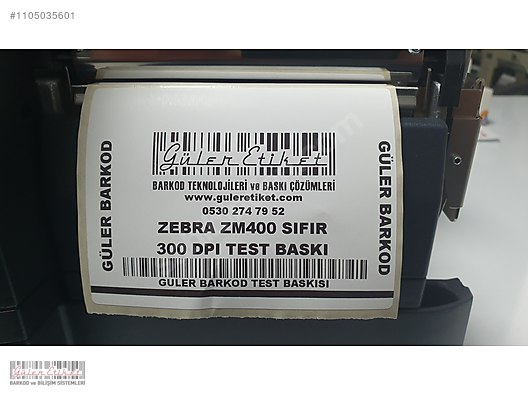 #1105035601
GÜLER BARKOD
Güler Etiket
BARKOD TEKNOLOJİLERİ ve BASKI ÇÖZÜMLERİ
www.guleretiket.com
0530 274 79 52
ZEBRA ZM400 SIFIR
300 DPI TEST BASKI
GÜLER BARKOD TEST BASKISI
GÜLER BARKOD
Güler Etiket
BARKOD ve BİLİŞİM SİSTEMLERİ